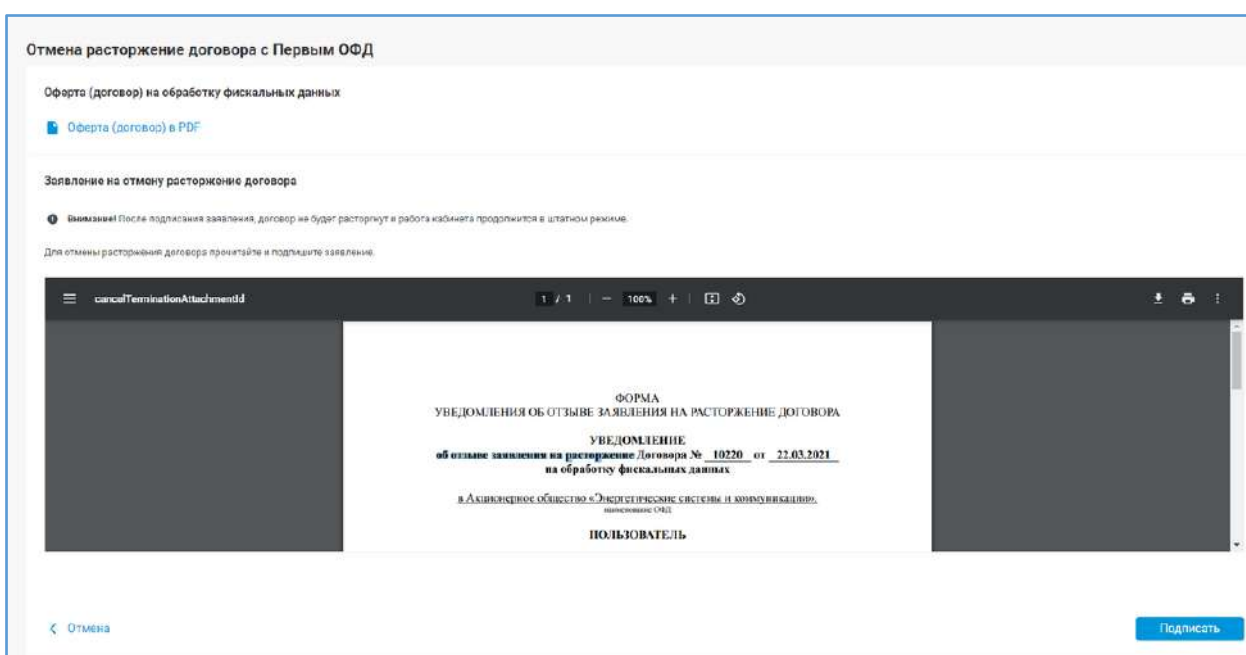 Отмена расторжение договора с Первым ОФД
Оферта (договор) на обработку фискальных данных
Оферта (договор) в PDF
Заявление на отмену расторжение договора
Внимание! После подписания заявления, договор не будет расторгнут и работа кабинета продолжится в штатном режиме.
Для отмены расторжения договора прочитайте и подпишите заявление.
cancelTerminationAttachmentId
1 / 1 | − 100% + |
ФОРМА
УВЕДОМЛЕНИЯ ОБ ОТЗЫВЕ ЗАЯВЛЕНИЯ НА РАСТОРЖЕНИЕ ДОГОВОРА
УВЕДОМЛЕНИЕ
об отзыве заявления на расторжение Договора № 10220 от 22.03.2021
на обработку фискальных данных
в Акционерное общество «Энергетические системы и коммуникации».
наименование ОФД
ПОЛЬЗОВАТЕЛЬ
Отмена
Подписать